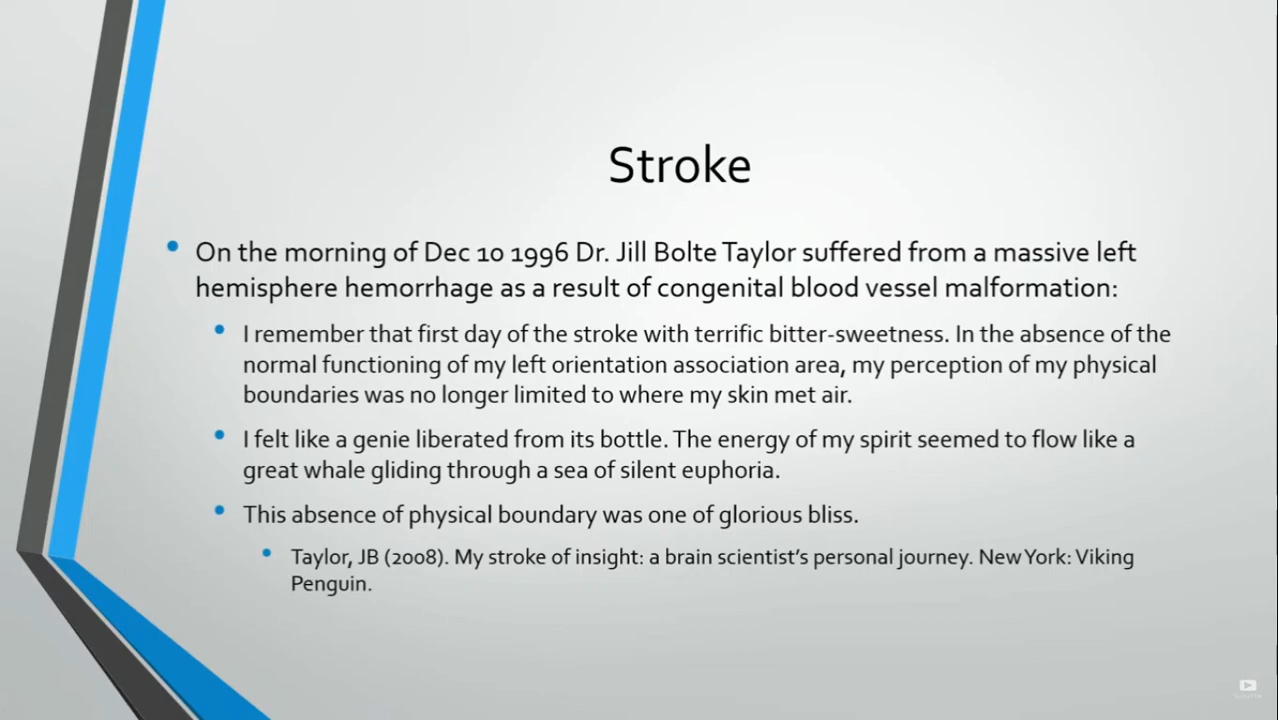 Stroke
• On the morning of Dec 10 1996 Dr. Jill Bolte Taylor suffered from a massive left
hemisphere hemorrhage as a result of congenital blood vessel malformation:
• I remember that first day of the stroke with terrific bitter-sweetness. In the absence of the
normal functioning of my left orientation association area, my perception of my physical
boundaries was no longer limited to where my skin met air.
• I felt like a genie liberated from its bottle. The energy of my spirit seemed to flow like a
great whale gliding through a sea of silent euphoria.
• This absence of physical boundary was one of glorious bliss.
• Taylor, JB (2008). My stroke of insight: a brain scientist's personal journey. New York: Viking
Penguin.